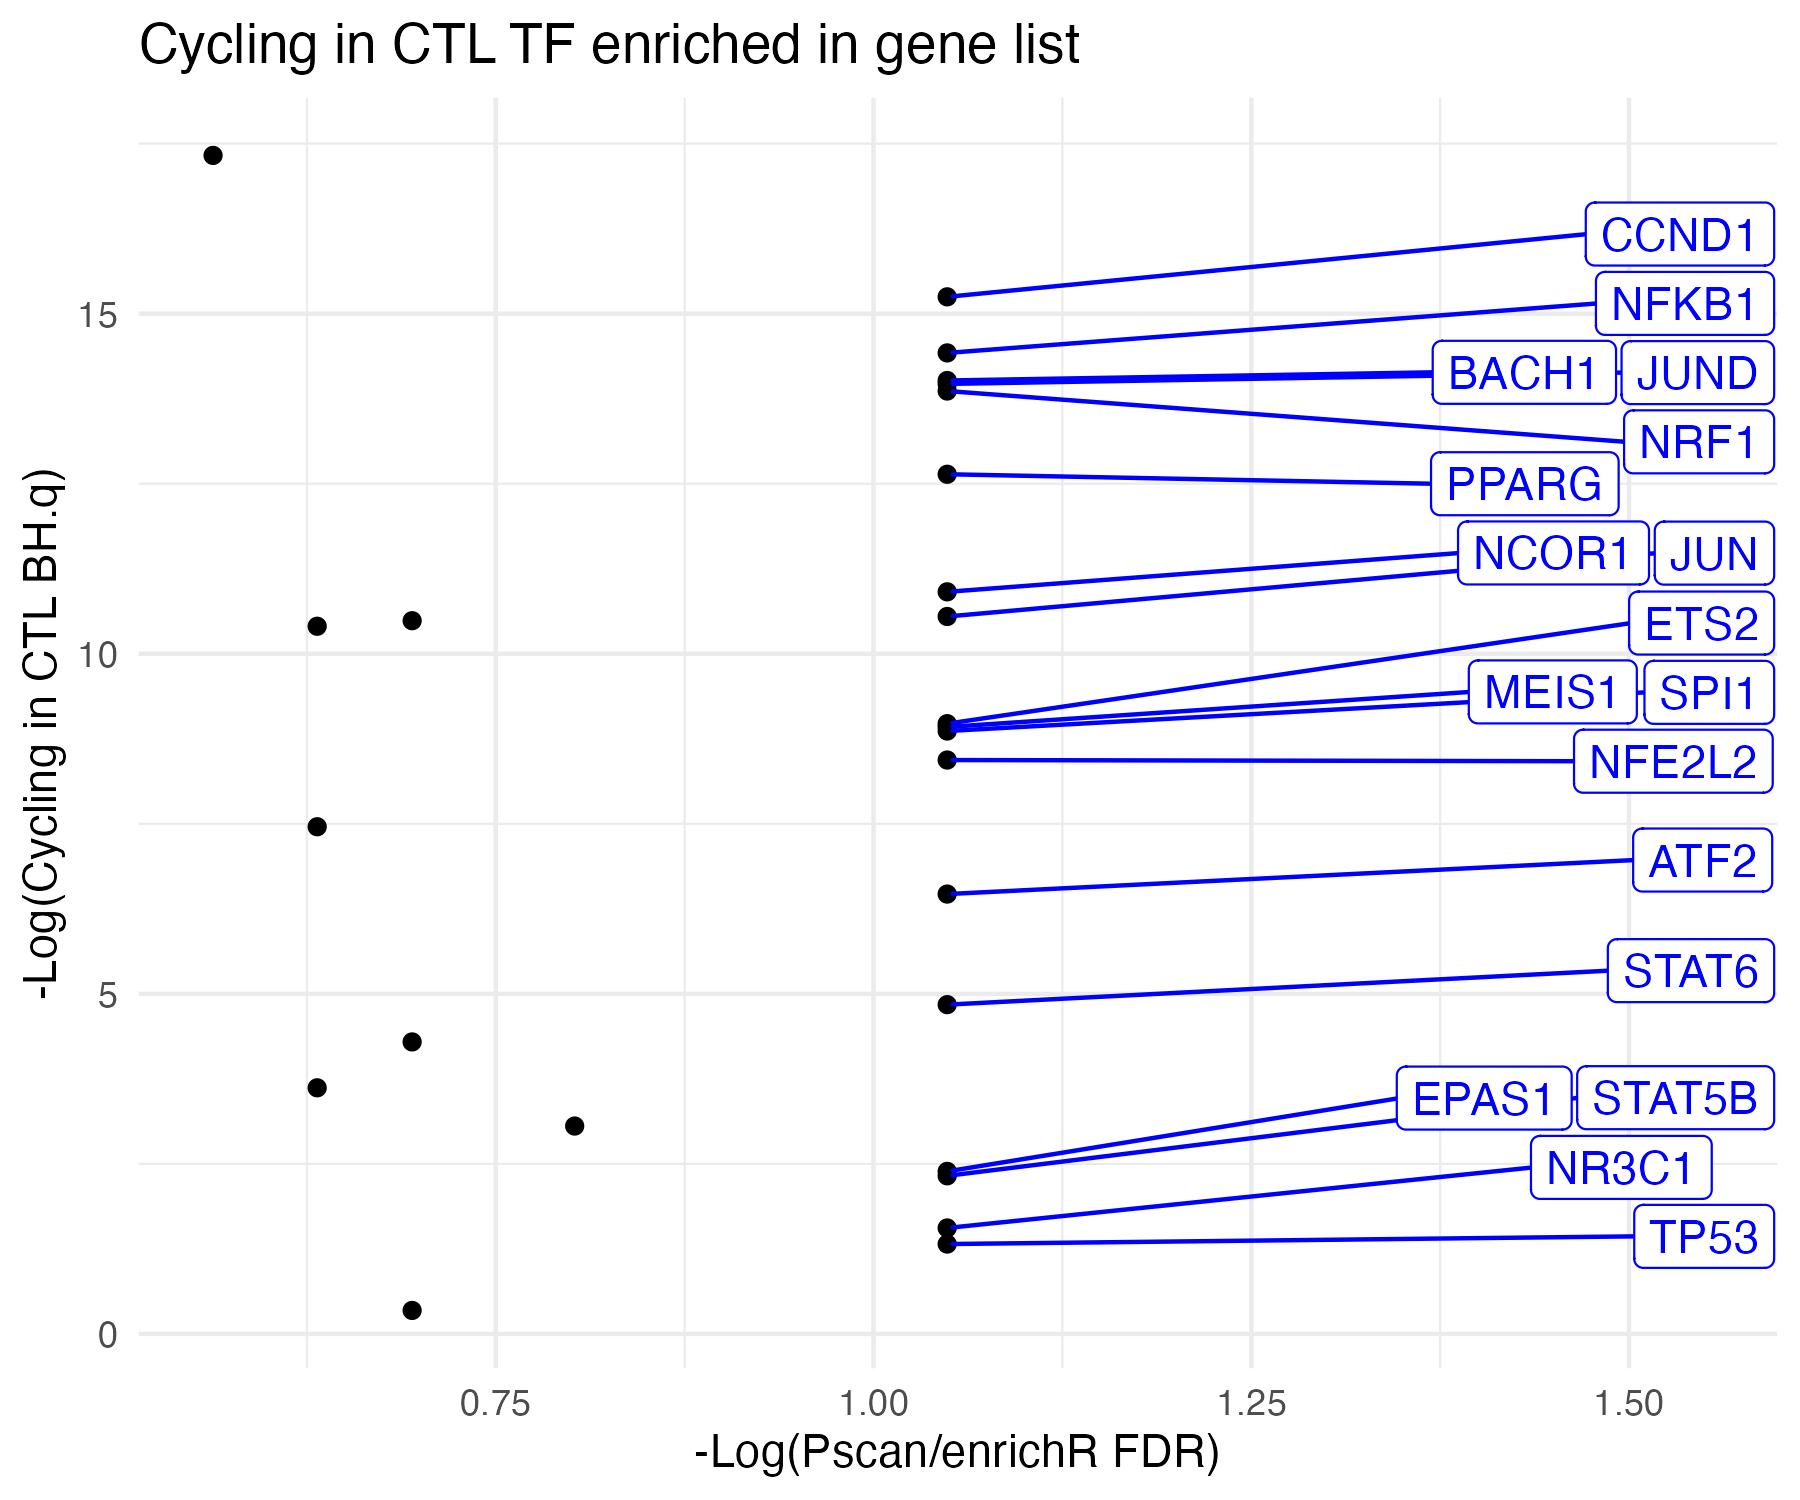 Cycling in CTL TF enriched in gene list
-Log(Cycling in CTL BH.q)
15
10
5
0
CCND1
NFKB1
BACH1 JUND
NRF1
PPARG
NCOR1 JUN
ETS2
MEIS1 SPI1
NFE2L2
ATF2
STAT6
EPAS1 STAT5B
NR3C1
TP53
0.75 1.00 1.25 1.50
-Log(Pscan/enrichR FDR)